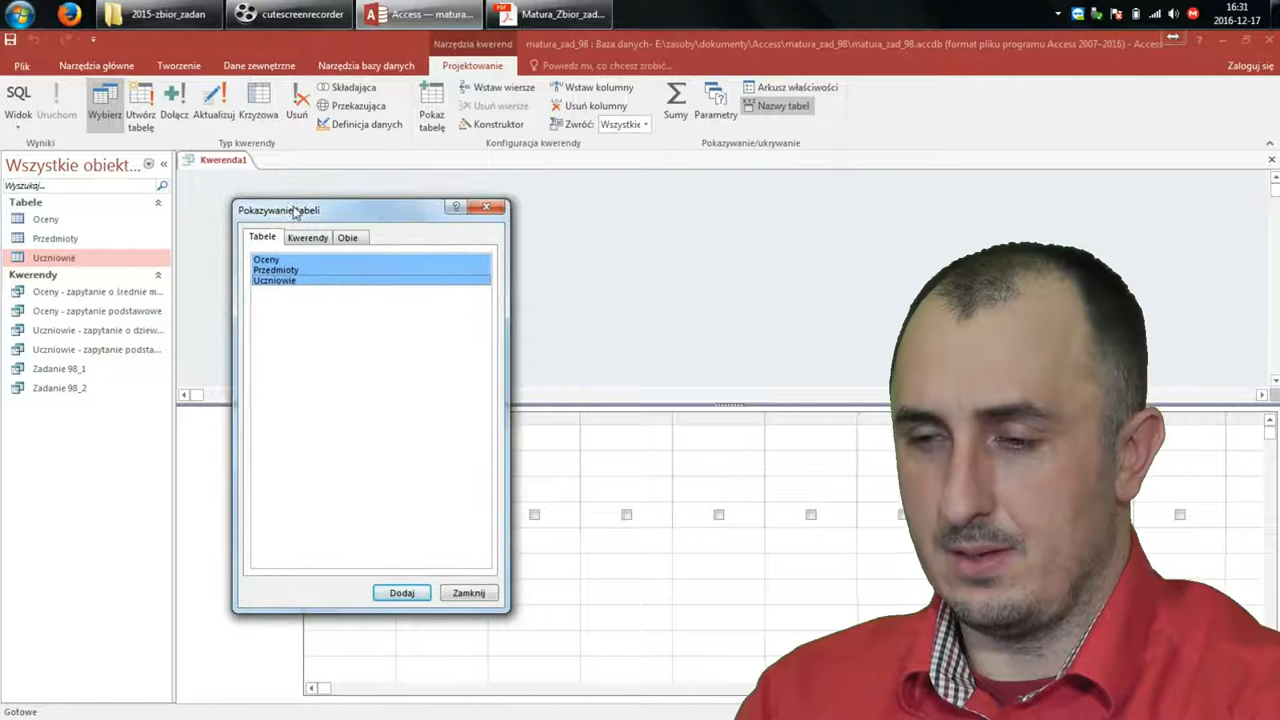 2015-zbior_zadan
cutescreenrecorder
Access — matura...
Matura_Zbior_zad...
16:31
2016-12-17
Narzędzia kwerend
matura_zad_98 : Baza danych- E:\zasoby\dokumenty\Access\matura_zad_98\matura_zad_98.accdb (format pliku programu Access 2007–2016) - Access
Plik
Narzędzia główne
Tworzenie
Dane zewnętrzne
Narzędzia bazy danych
Projektowanie
Powiedz mi, co chcesz zrobić...
Zaloguj się
SQL
Widok
Uruchom
Wybierz
Utwórz tabelę
Dołącz
Aktualizuj
Krzyżowa
Usuń
Składająca
Przekazująca
Definicja danych
Pokaz tabelę
Wstaw wiersze
Usuń wiersze
Konstruktor
Wstaw kolumny
Usuń kolumny
Zwróć: Wszystkie
Sumy
Parametry
Arkusz właściwości
Nazwy tabel
Wyniki
Typ kwerendy
Konfiguracja kwerendy
Pokazywanie/ukrywanie
Wszystkie obiekt...
Wyszukaj...
Tabele
Oceny
Przedmioty
Uczniowie
Kwerendy
Oceny - zapytanie o średnie m...
Oceny - zapytanie podstawowe
Uczniowie - zapytanie o dziew...
Uczniowie - zapytanie podsta...
Zadanie 98_1
Zadanie 98_2
Kwerenda1
Pokazywanie tabeli
Tabele
Kwerendy
Obie
Oceny
Przedmioty
Uczniowie
Dodaj
Zamknij
Gotowe